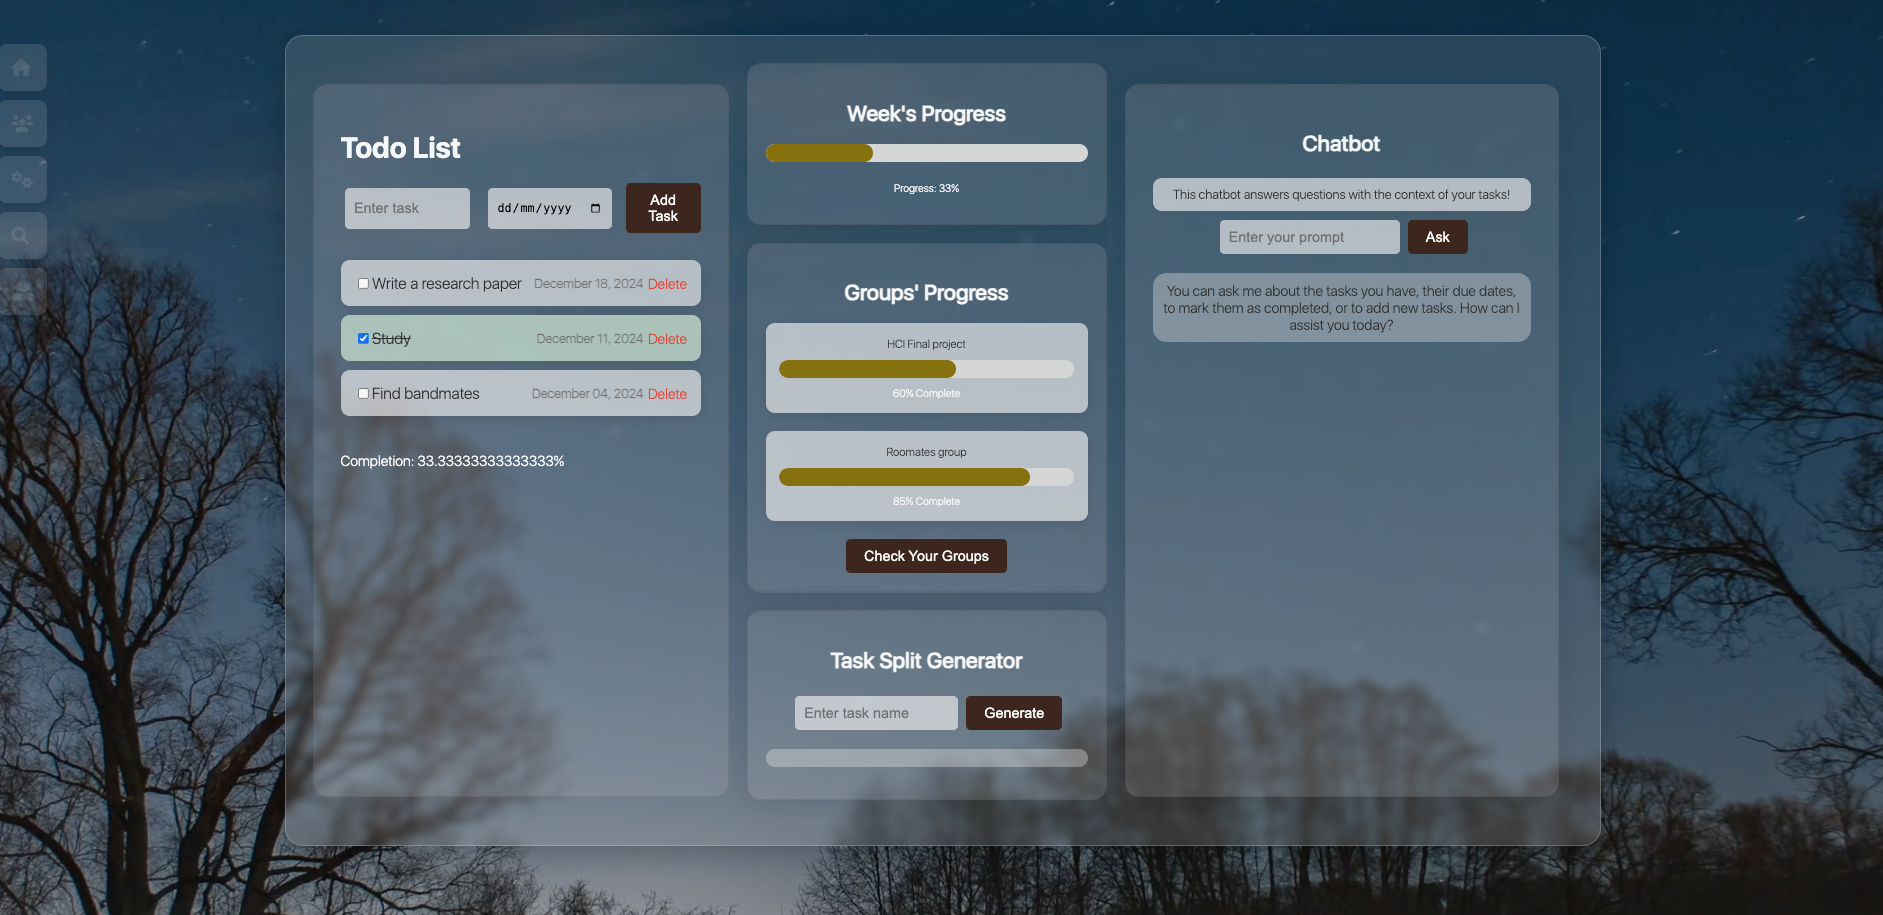 Todo List
Enter task
dd/mm/yyyy
Add
Task
Write a research paper December 18, 2024 Delete
Study December 11, 2024 Delete
Find bandmates December 04, 2024 Delete
Completion: 33.33333333333333%
Week's Progress
Progress: 33%
Groups' Progress
HCI Final project
60% Complete
Roomates group
85% Complete
Check Your Groups
Task Split Generator
Enter task name
Generate
Chatbot
This chatbot answers questions with the context of your tasks!
Enter your prompt
Ask
You can ask me about the tasks you have, their due dates,
to mark them as completed, or to add new tasks. How can I
assist you today?